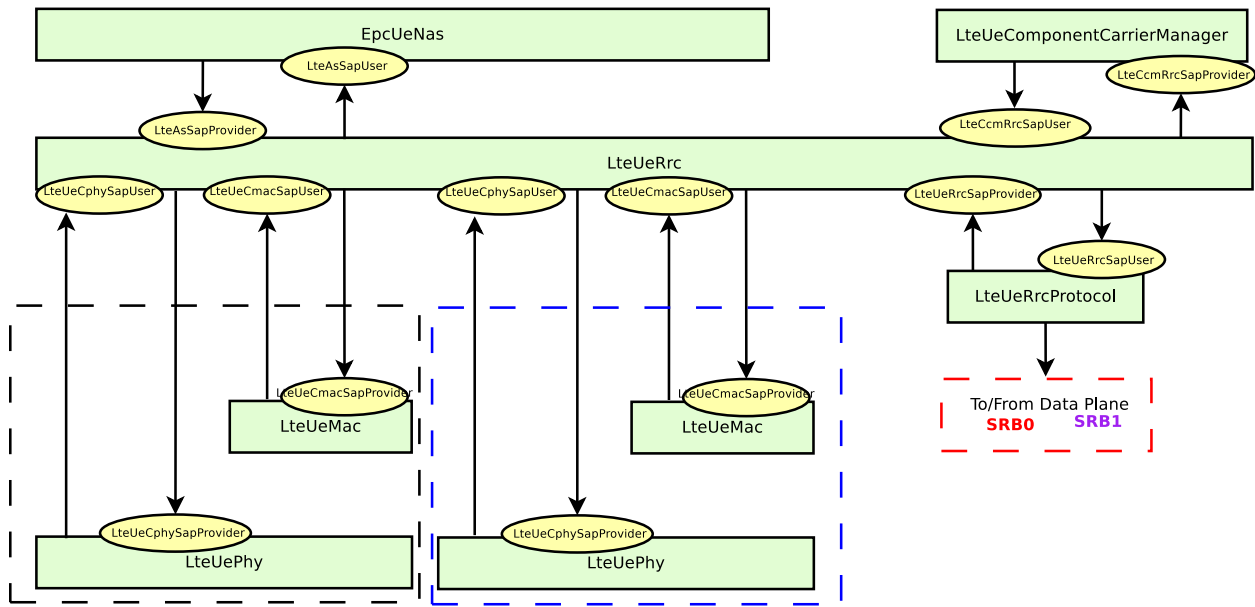 EpcUeNas
LteUeComponentCarrierManager
LteAsSapUser
LteCcmRrcSapProvider
LteAsSapProvider
LteCcmRrcSapUser
LteUeRrc
LteUeCphySapUser
LteUeCmacSapUser
LteUeCphySapUser
LteUeCmacSapUser
LteUeRrcSapProvider
LteUeRrcSapUser
LteUeRrcProtocol
LteUeCmacSapProvider
LteUeCmacSapProvider
To/From Data Plane
SRB0
SRB1
LteUeMac
LteUeMac
LteUeCphySapProvider
LteUeCphySapProvider
LteUePhy
LteUePhy